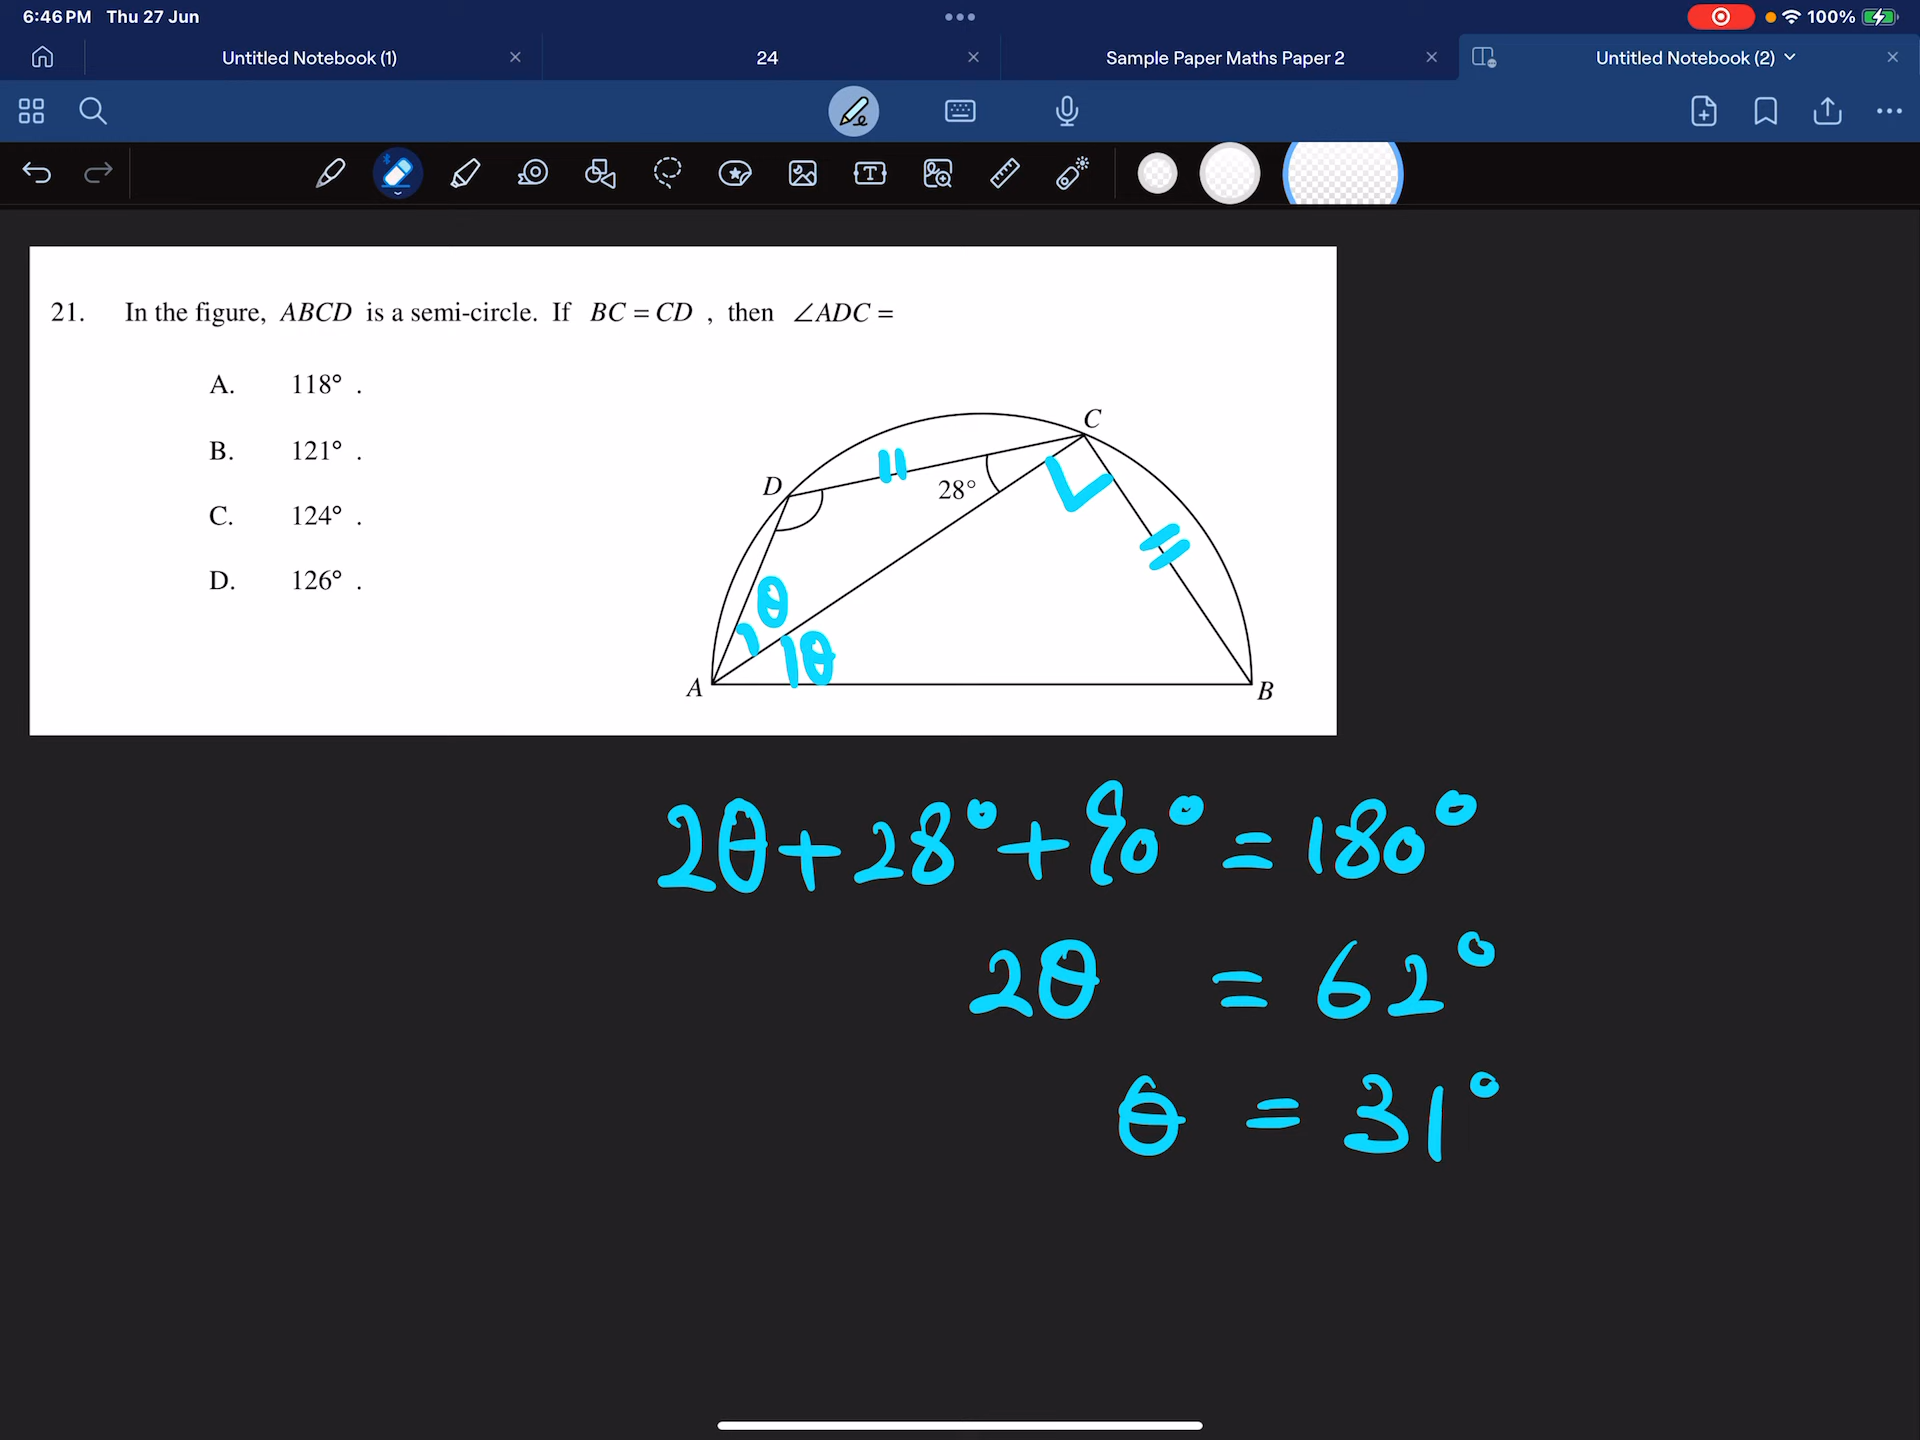 6:46 PM Thu 27 Jun
100%
Untitled Notebook (1)
24
Sample Paper Maths Paper 2
Untitled Notebook (2)
21. In the figure, ABCD is a semi-circle. If BC = CD , then ∠ADC =
A. 118° .
B. 121° .
C. 124° .
D. 126° .
C
D
28°
θ
θ
A
B
2θ + 28° + 90° = 180°
2θ = 62°
θ = 31°